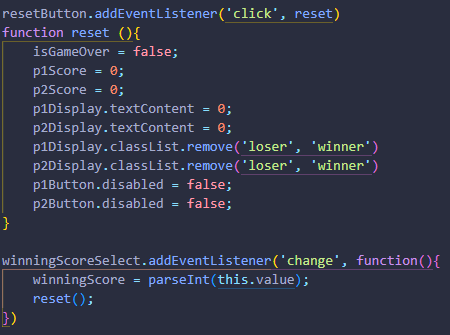 resetButton.addEventListener('click', reset)
function reset (){
    isGameOver = false;
    p1Score = 0;
    p2Score = 0;
    p1Display.textContent = 0;
    p2Display.textContent = 0;
    p1Display.classList.remove('loser', 'winner')
    p2Display.classList.remove('loser', 'winner')
    p1Button.disabled = false;
    p2Button.disabled = false;
}

winningScoreSelect.addEventListener('change', function(){
    winningScore = parseInt(this.value);
    reset();
})